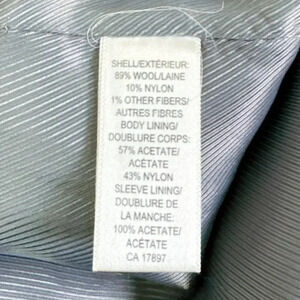 SHELL/EXTÉRIEUR:
89% WOOL/LAINE
10% NYLON
1% OTHER FIBERS/
AUTRES FIBRES
BODY LINING/
DOUBLURE CORPS:
57% ACETATE/
ACÉTATE
43% NYLON
SLEEVE LINING/
DOUBLURE DE
LA MANCHE:
100% ACETATE/
ACÉTATE
CA 17897